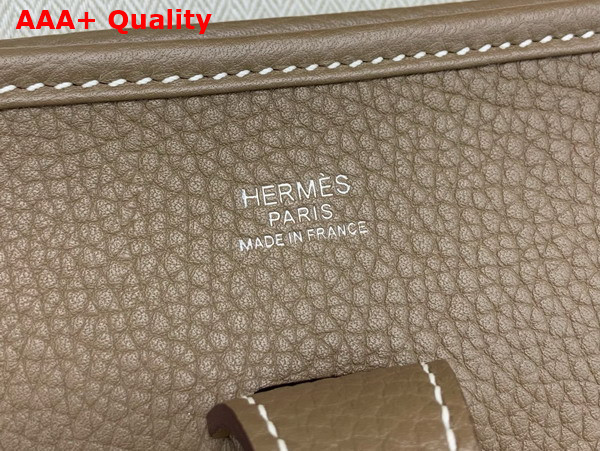 AAA+ Quality
HERMÈS
PARIS
MADE IN FRANCE